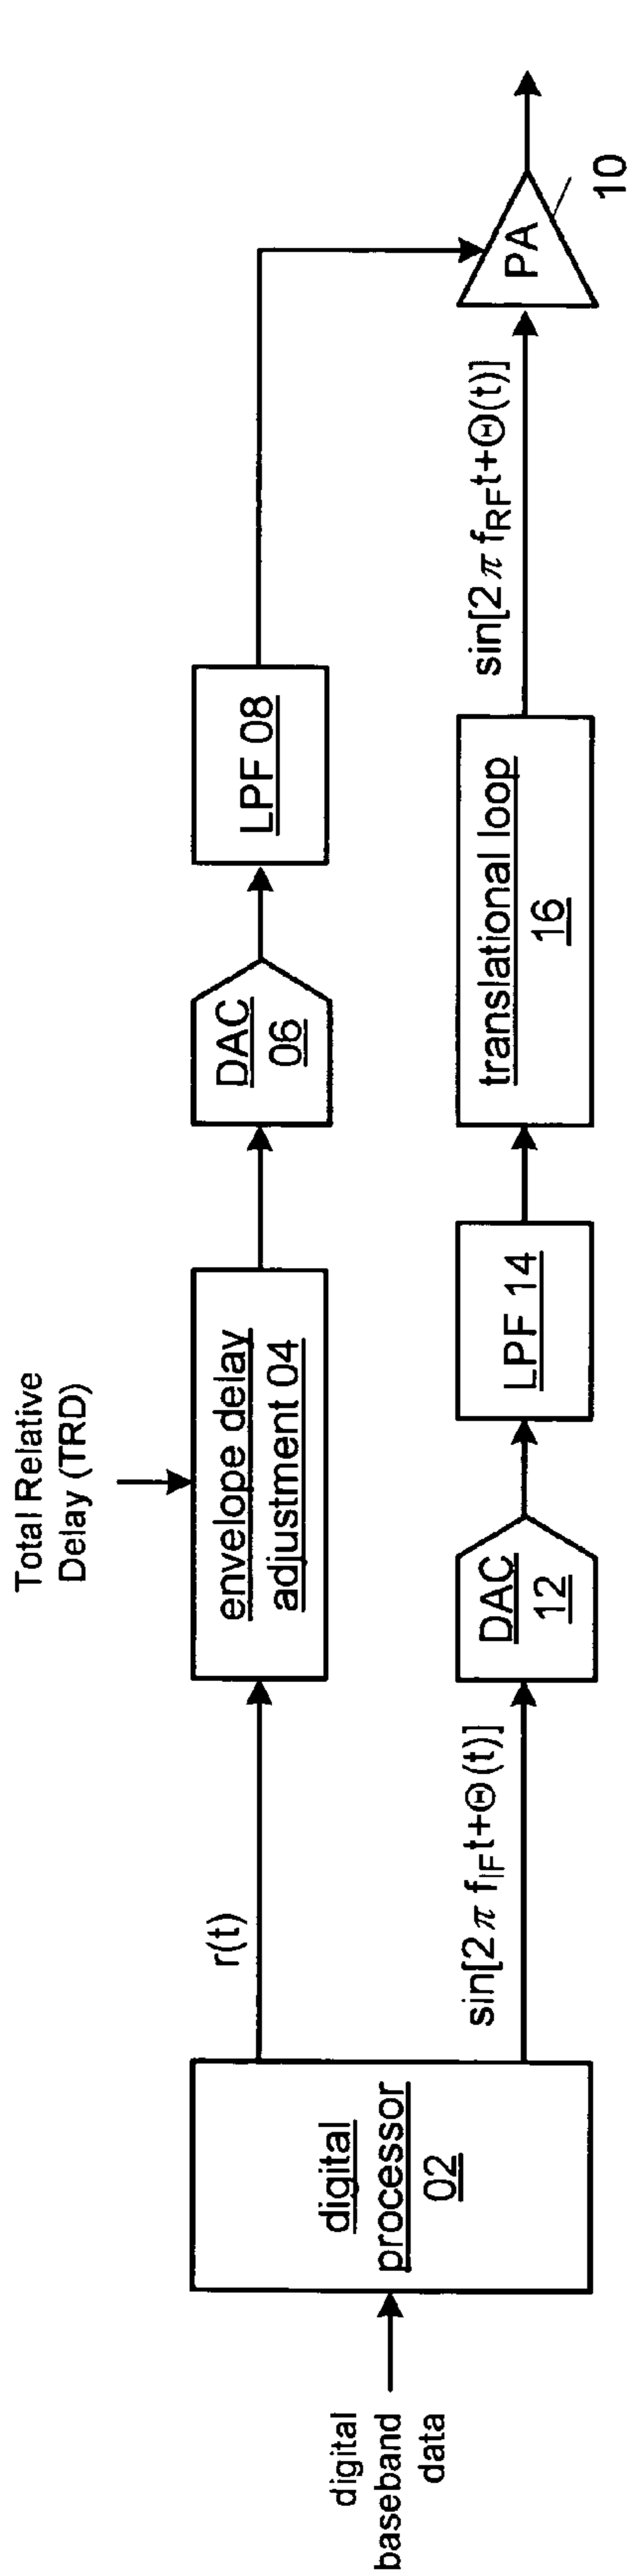 digital
baseband
data
digital
processor
02
r(t)
sin[2π f_IF t+Θ(t)]
Total Relative
Delay (TRD)
envelope delay
adjustment 04
DAC
12
LPF 14
DAC
06
LPF 08
translational loop
16
sin[2π f_RF t+Θ(t)]
PA
10